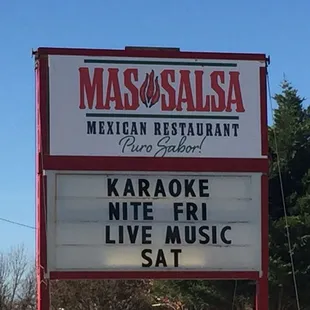 MAS SALSA
MEXICAN RESTAURANT
Puro Sabor!
KARAOKE
NITE FRI
LIVE MUSIC
SAT